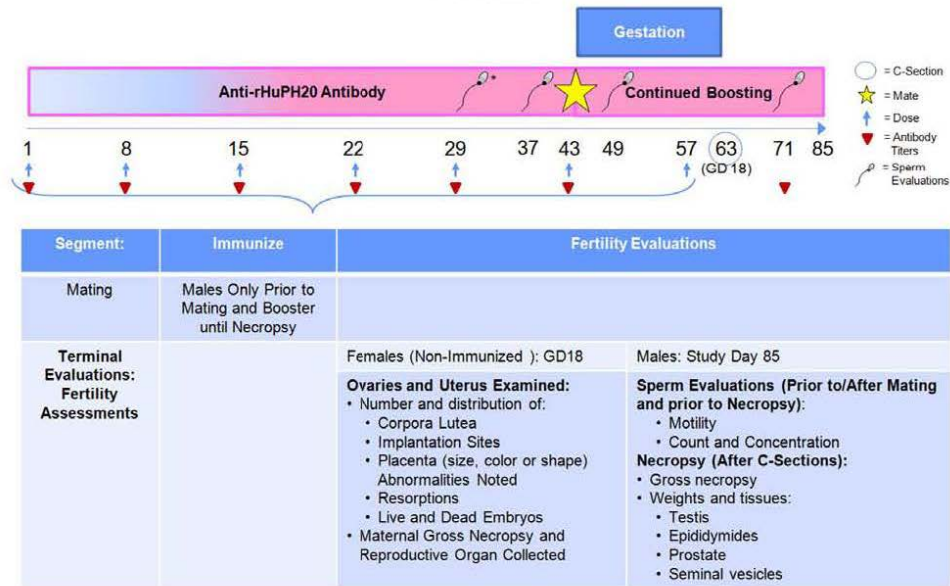 Gestation
Anti-rHuPH20 Antibody
*
Continued Boosting
= C-Section
= Mate
= Dose
= Antibody
Titers
= Sperm
Evaluations
1 8 15 22 29 37 43 49 57 63 71 85
(GD 18)
Segment: Immunize Fertility Evaluations
Mating
Males Only Prior to
Mating and Booster
until Necropsy
Terminal
Evaluations:
Fertility
Assessments
Females (Non-Immunized ): GD18
Males: Study Day 85
Ovaries and Uterus Examined:
• Number and distribution of:
• Corpora Lutea
• Implantation Sites
• Placenta (size, color or shape)
Abnormalities Noted
• Resorptions
• Live and Dead Embryos
• Maternal Gross Necropsy and
Reproductive Organ Collected
Sperm Evaluations (Prior to/After Mating
and prior to Necropsy):
• Motility
• Count and Concentration
Necropsy (After C-Sections):
• Gross necropsy
• Weights and tissues:
• Testis
• Epididymides
• Prostate
• Seminal vesicles